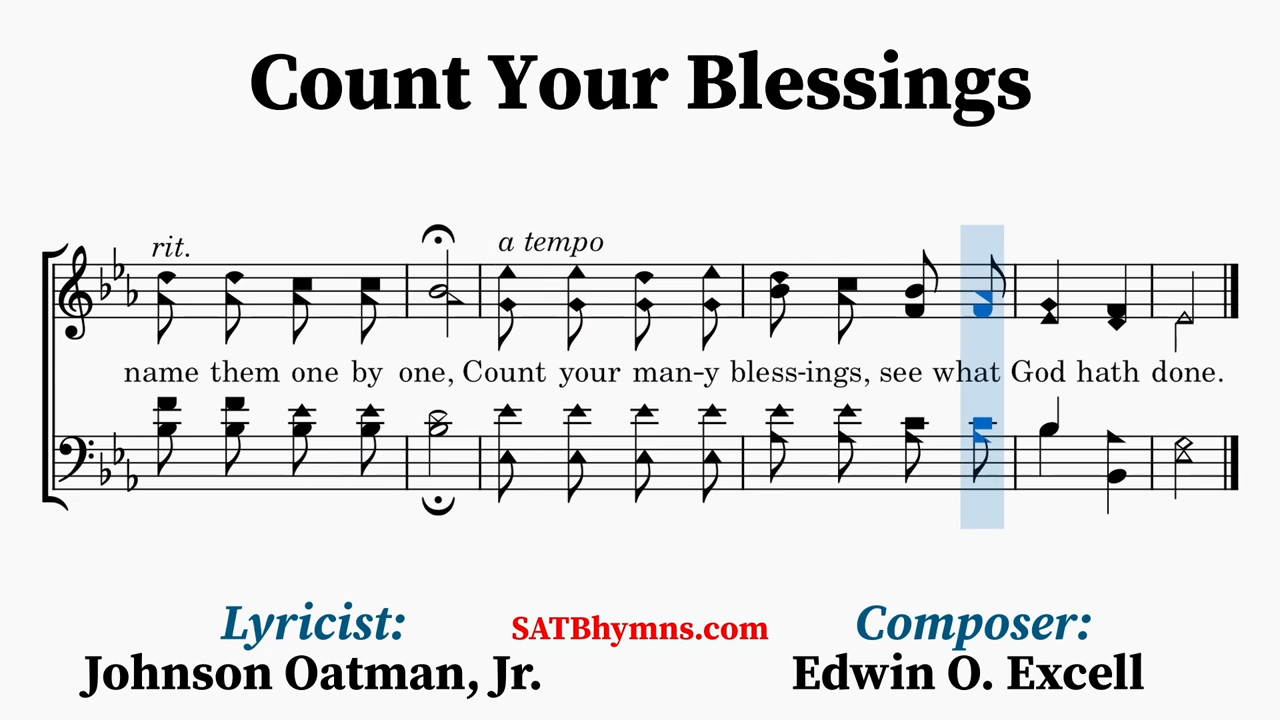 Count Your Blessings
rit.
a tempo
name them one by one, Count your man-y bless-ings, see what God hath done.
Lyricist:
Johnson Oatman, Jr.
SATBhymns.com
Composer:
Edwin O. Excell